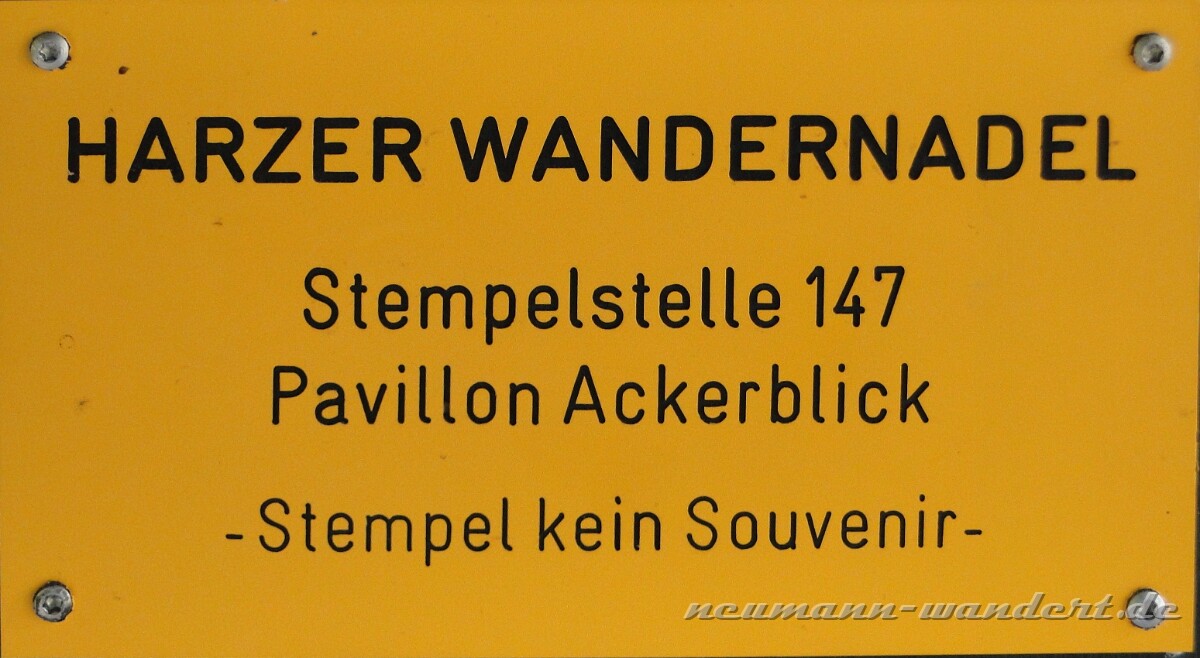 HARZER WANDERNADEL
Stempelstelle 147
Pavillon Ackerblick
-Stempel kein Souvenir-
neumann-wandert.de